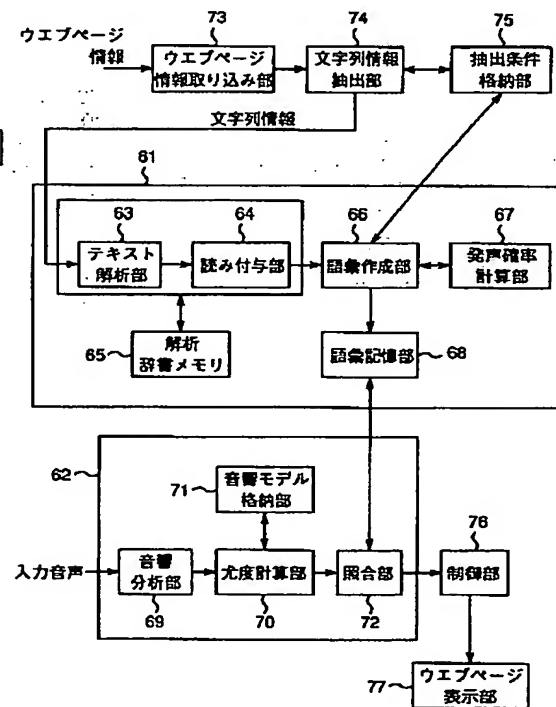 73
74
75
ウエブページ
情報
ウエブページ
情報取り込み部
文字列情報
抽出部
抽出条件
格納部
文字列情報
61
63
64
66
67
テキスト
解析部
読み付与部
語彙作成部
発声確率
計算部
65
解析
辞書メモリ
語彙記憶部
68
62
71
音響モデル
格納部
76
入力音声
音響
分析部
尤度計算部
照合部
制御部
69
70
72
77
ウエブページ
表示部